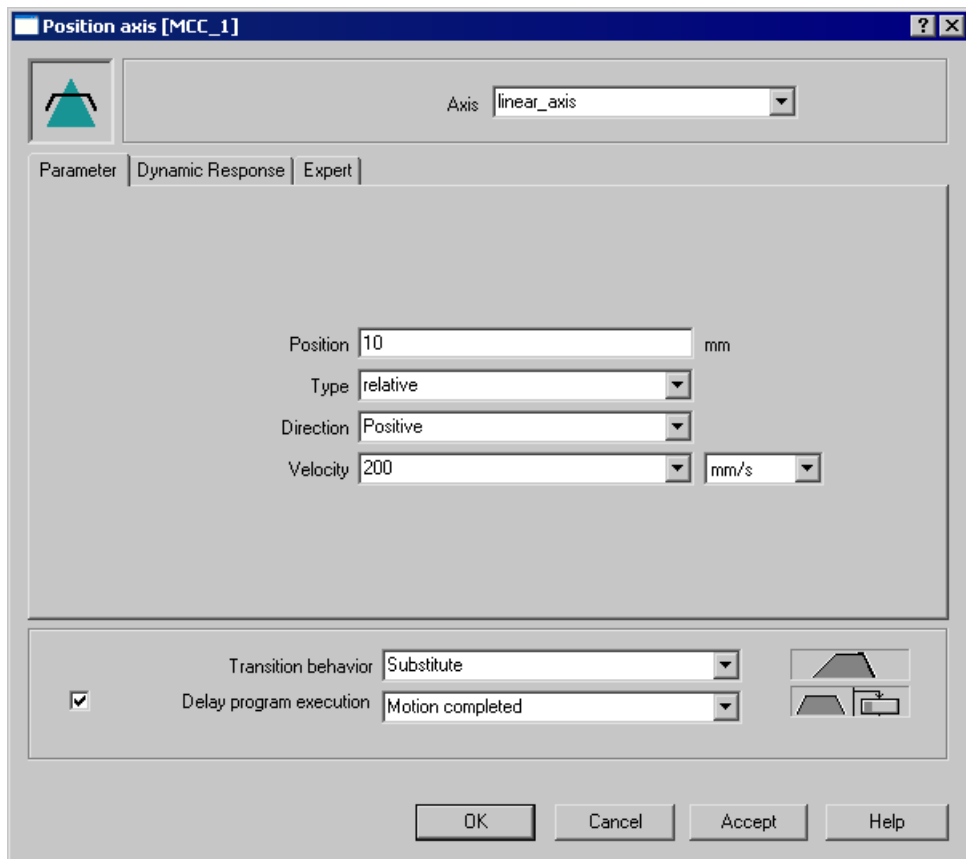 Position axis [MCC_1]
Axis linear_axis
Parameter Dynamic Response Expert
Position 10 mm
Type relative
Direction Positive
Velocity 200 mm/s
Transition behavior Substitute
Delay program execution Motion completed
OK Cancel Accept Help